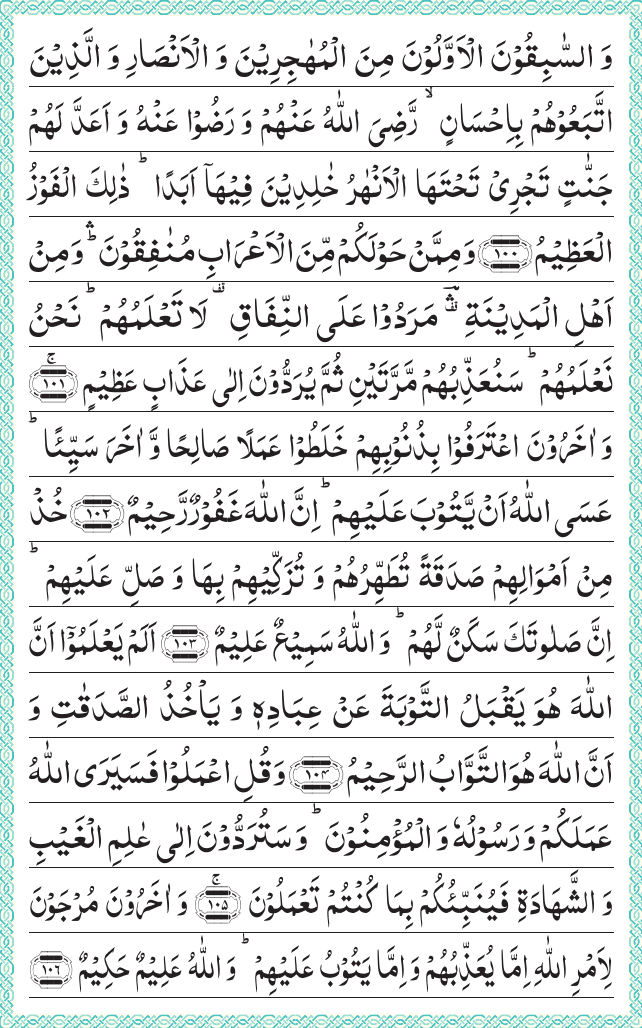 وَ السّٰبِقُوْنَ الْاَوَّلُوْنَ مِنَ الْمُهٰجِرِيْنَ وَ الْاَنْصَارِ وَ الَّذِيْنَ
اتَّبَعُوْهُمْ بِاِحْسَانٍ ۙ رَّضِيَ اللّٰهُ عَنْهُمْ وَ رَضُوْا عَنْهُ وَ اَعَدَّ لَهُمْ
جَنّٰتٍ تَجْرِيْ تَحْتَهَا الْاَنْهٰرُ خٰلِدِيْنَ فِيْهَاۤ اَبَدًا ؕ ذٰلِكَ الْفَوْزُ
الْعَظِيْمُ ﴿۱۰۰﴾ وَ مِمَّنْ حَوْلَكُمْ مِّنَ الْاَعْرَابِ مُنٰفِقُوْنَ ۛؕ وَ مِنْ
اَهْلِ الْمَدِيْنَةِ ۛؔۘ مَرَدُوْا عَلَى النِّفَاقِ ۟ لَا تَعْلَمُهُمْ ؕ نَحْنُ
نَعْلَمُهُمْ ؕ سَنُعَذِّبُهُمْ مَّرَّتَيْنِ ثُمَّ يُرَدُّوْنَ اِلٰى عَذَابٍ عَظِيْمٍ ﴿۱۰۱﴾ۚ
وَ اٰخَرُوْنَ اعْتَرَفُوْا بِذُنُوْبِهِمْ خَلَطُوْا عَمَلًا صَالِحًا وَّ اٰخَرَ سَيِّئًا ؕ
عَسَى اللّٰهُ اَنْ يَّتُوْبَ عَلَيْهِمْ ؕ اِنَّ اللّٰهَ غَفُوْرٌ رَّحِيْمٌ ﴿۱۰۲﴾ خُذْ
مِنْ اَمْوَالِهِمْ صَدَقَةً تُطَهِّرُهُمْ وَ تُزَكِّيْهِمْ بِهَا وَ صَلِّ عَلَيْهِمْ ؕ
اِنَّ صَلٰوتَكَ سَكَنٌ لَّهُمْ ؕ وَ اللّٰهُ سَمِيْعٌ عَلِيْمٌ ﴿۱۰۳﴾ اَلَمْ يَعْلَمُوْۤا اَنَّ
اللّٰهَ هُوَ يَقْبَلُ التَّوْبَةَ عَنْ عِبَادِهٖ وَ يَاْخُذُ الصَّدَقٰتِ وَ
اَنَّ اللّٰهَ هُوَ التَّوَّابُ الرَّحِيْمُ ﴿۱۰۴﴾ وَ قُلِ اعْمَلُوْا فَسَيَرَى اللّٰهُ
عَمَلَكُمْ وَ رَسُوْلُهٗ وَ الْمُؤْمِنُوْنَ ؕ وَ سَتُرَدُّوْنَ اِلٰى عٰلِمِ الْغَيْبِ
وَ الشَّهَادَةِ فَيُنَبِّئُكُمْ بِمَا كُنْتُمْ تَعْمَلُوْنَ ﴿۱۰۵﴾ۚ وَ اٰخَرُوْنَ مُرْجَوْنَ
لِاَمْرِ اللّٰهِ اِمَّا يُعَذِّبُهُمْ وَ اِمَّا يَتُوْبُ عَلَيْهِمْ ؕ وَ اللّٰهُ عَلِيْمٌ حَكِيْمٌ ﴿۱۰۶﴾